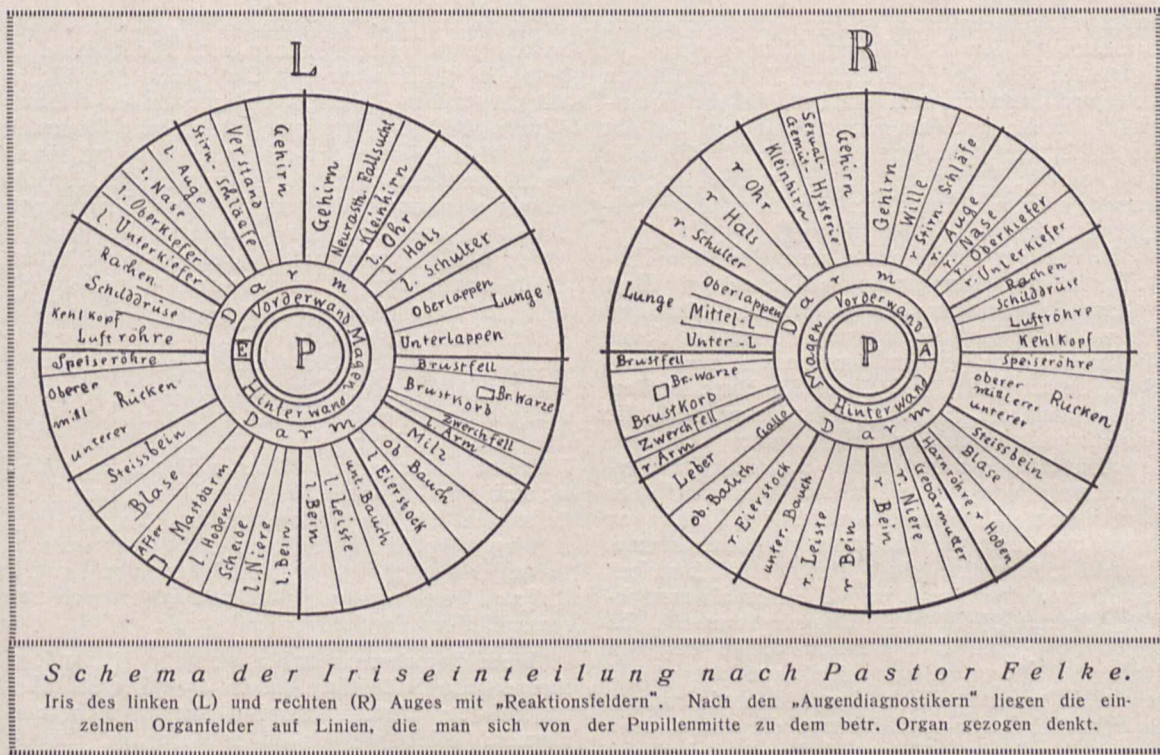 L
Gehirn
Neurasth. Fallsucht
l. Kleinhirn
l. Ohr
l Hals
l. Schulter
Oberlappen
Lunge
Unterlappen
Brustfell
Brustkorb
Br. Warze
Zwerchfell
l. Arm
Milz
ob Bauch
l Eierstock
unt. Bauch
l. Leiste
l. Bein
l. Bein.
l. Niere
Scheide
l. Hoden
Mastdarm
After
Blase
Steissbein
unterer
mitl
Rücken
Oberer
Speiseröhre
Luftröhre
Kehlkopf
Schilddrüse
Rachen
l. Unterkiefer
l. Oberkiefer
l. Nase
l. Auge
Stirn- Schläfe
Verstand
Gehirn
Darm
Vorderwand
Magen
Hinterwand
Darm
E
P
R
Gehirn
Wille
r Stirn. Schläfe
r. Auge
r. Nase
r. Oberkiefer
r. Unterkiefer
Rachen
Schilddrüse
Luftröhre
Kehlkopf
Speiseröhre
oberer
mittlerer
Rücken
unterer
Steissbein
Blase
Harnröhre. r Hoden
Gebärmutter
r. Niere
r Bein
r Bein
r. Leiste
unter. Bauch
r. Eierstock
ob. Bauch
Leber
Galle
r. Arm
Zwerchfell
Brustkorb
Br. Warze
Brustfell
Unter-L
Mittel-L
Oberlappen
Lunge
r. Schulter
r Hals
r Ohr
Kleinhirn
Gemüt-
Sexual-Hysterie
Gehirn
Darm
Vorderwand
Magen
Hinterwand
Darm
A
P
Schema der Iriseinteilung nach Pastor Felke.
Iris des linken (L) und rechten (R) Auges mit „Reaktionsfeldern“. Nach den „Augendiagnostikern“ liegen die ein-
zelnen Organfelder auf Linien, die man sich von der Pupillenmitte zu dem betr. Organ gezogen denkt.